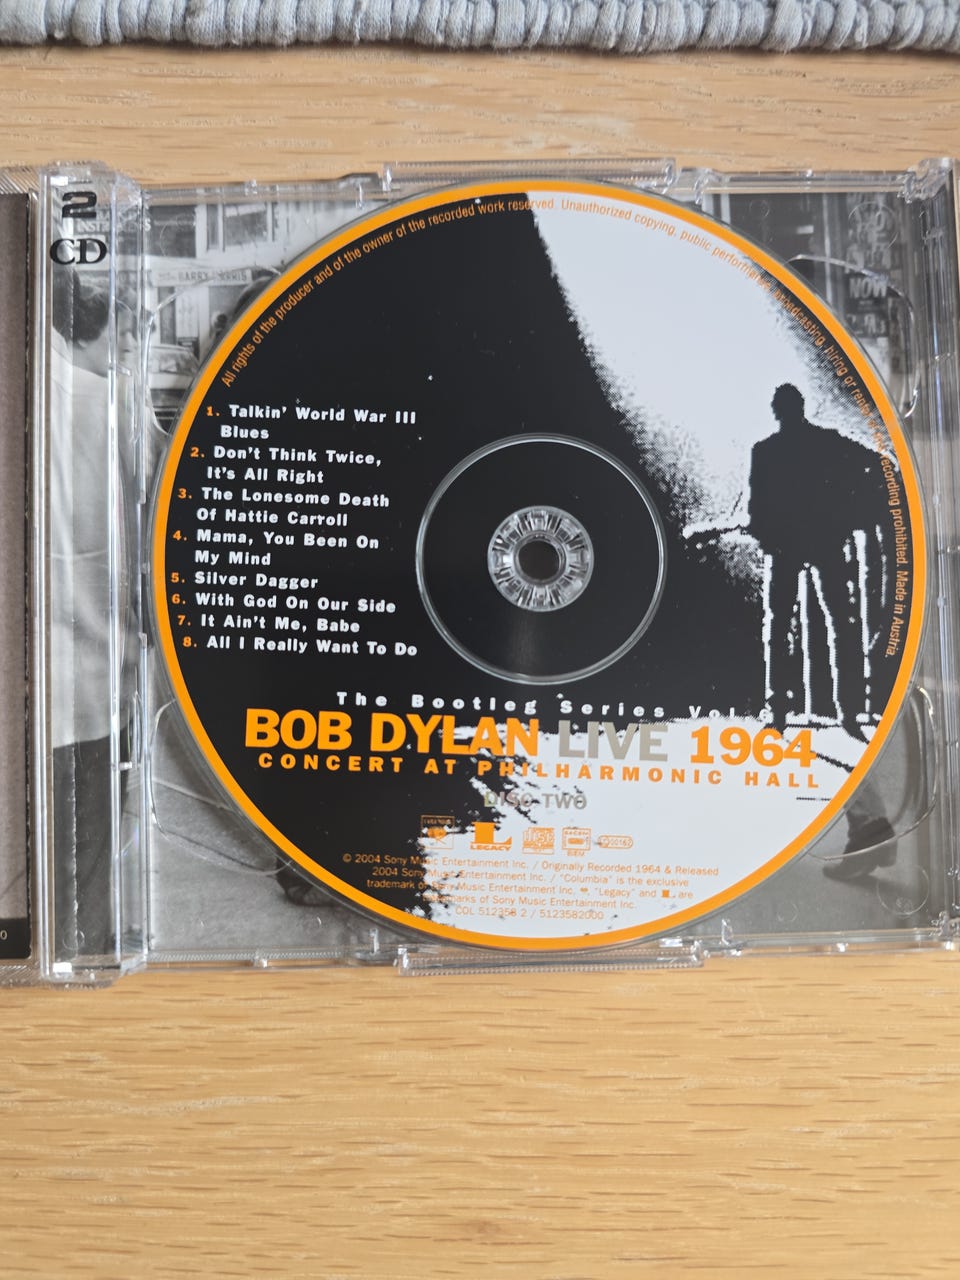 2
CD
All rights of the producer and of the owner of the recorded work reserved. Unauthorized copying, public performance, broadcasting, hiring or rental of this recording prohibited. Made in Austria.
1. Talkin' World War III
Blues
2. Don't Think Twice,
It's All Right
3. The Lonesome Death
Of Hattie Carroll
4. Mama, You Been On
My Mind
5. Silver Dagger
6. With God On Our Side
7. It Ain't Me, Babe
8. All I Really Want To Do
The Bootleg Series Vol 6
BOB DYLAN LIVE 1964
CONCERT AT PHILHARMONIC HALL
DISC TWO
LEGACY
BIEM
© 2004 Sony Music Entertainment Inc. / Originally Recorded 1964 & Released
2004 Sony Music Entertainment Inc. / "Columbia" is the exclusive
trademark of Sony Music Entertainment Inc. "Legacy" and L are
trademarks of Sony Music Entertainment Inc.
COL 512358 2 / 5123582000
NOW
0